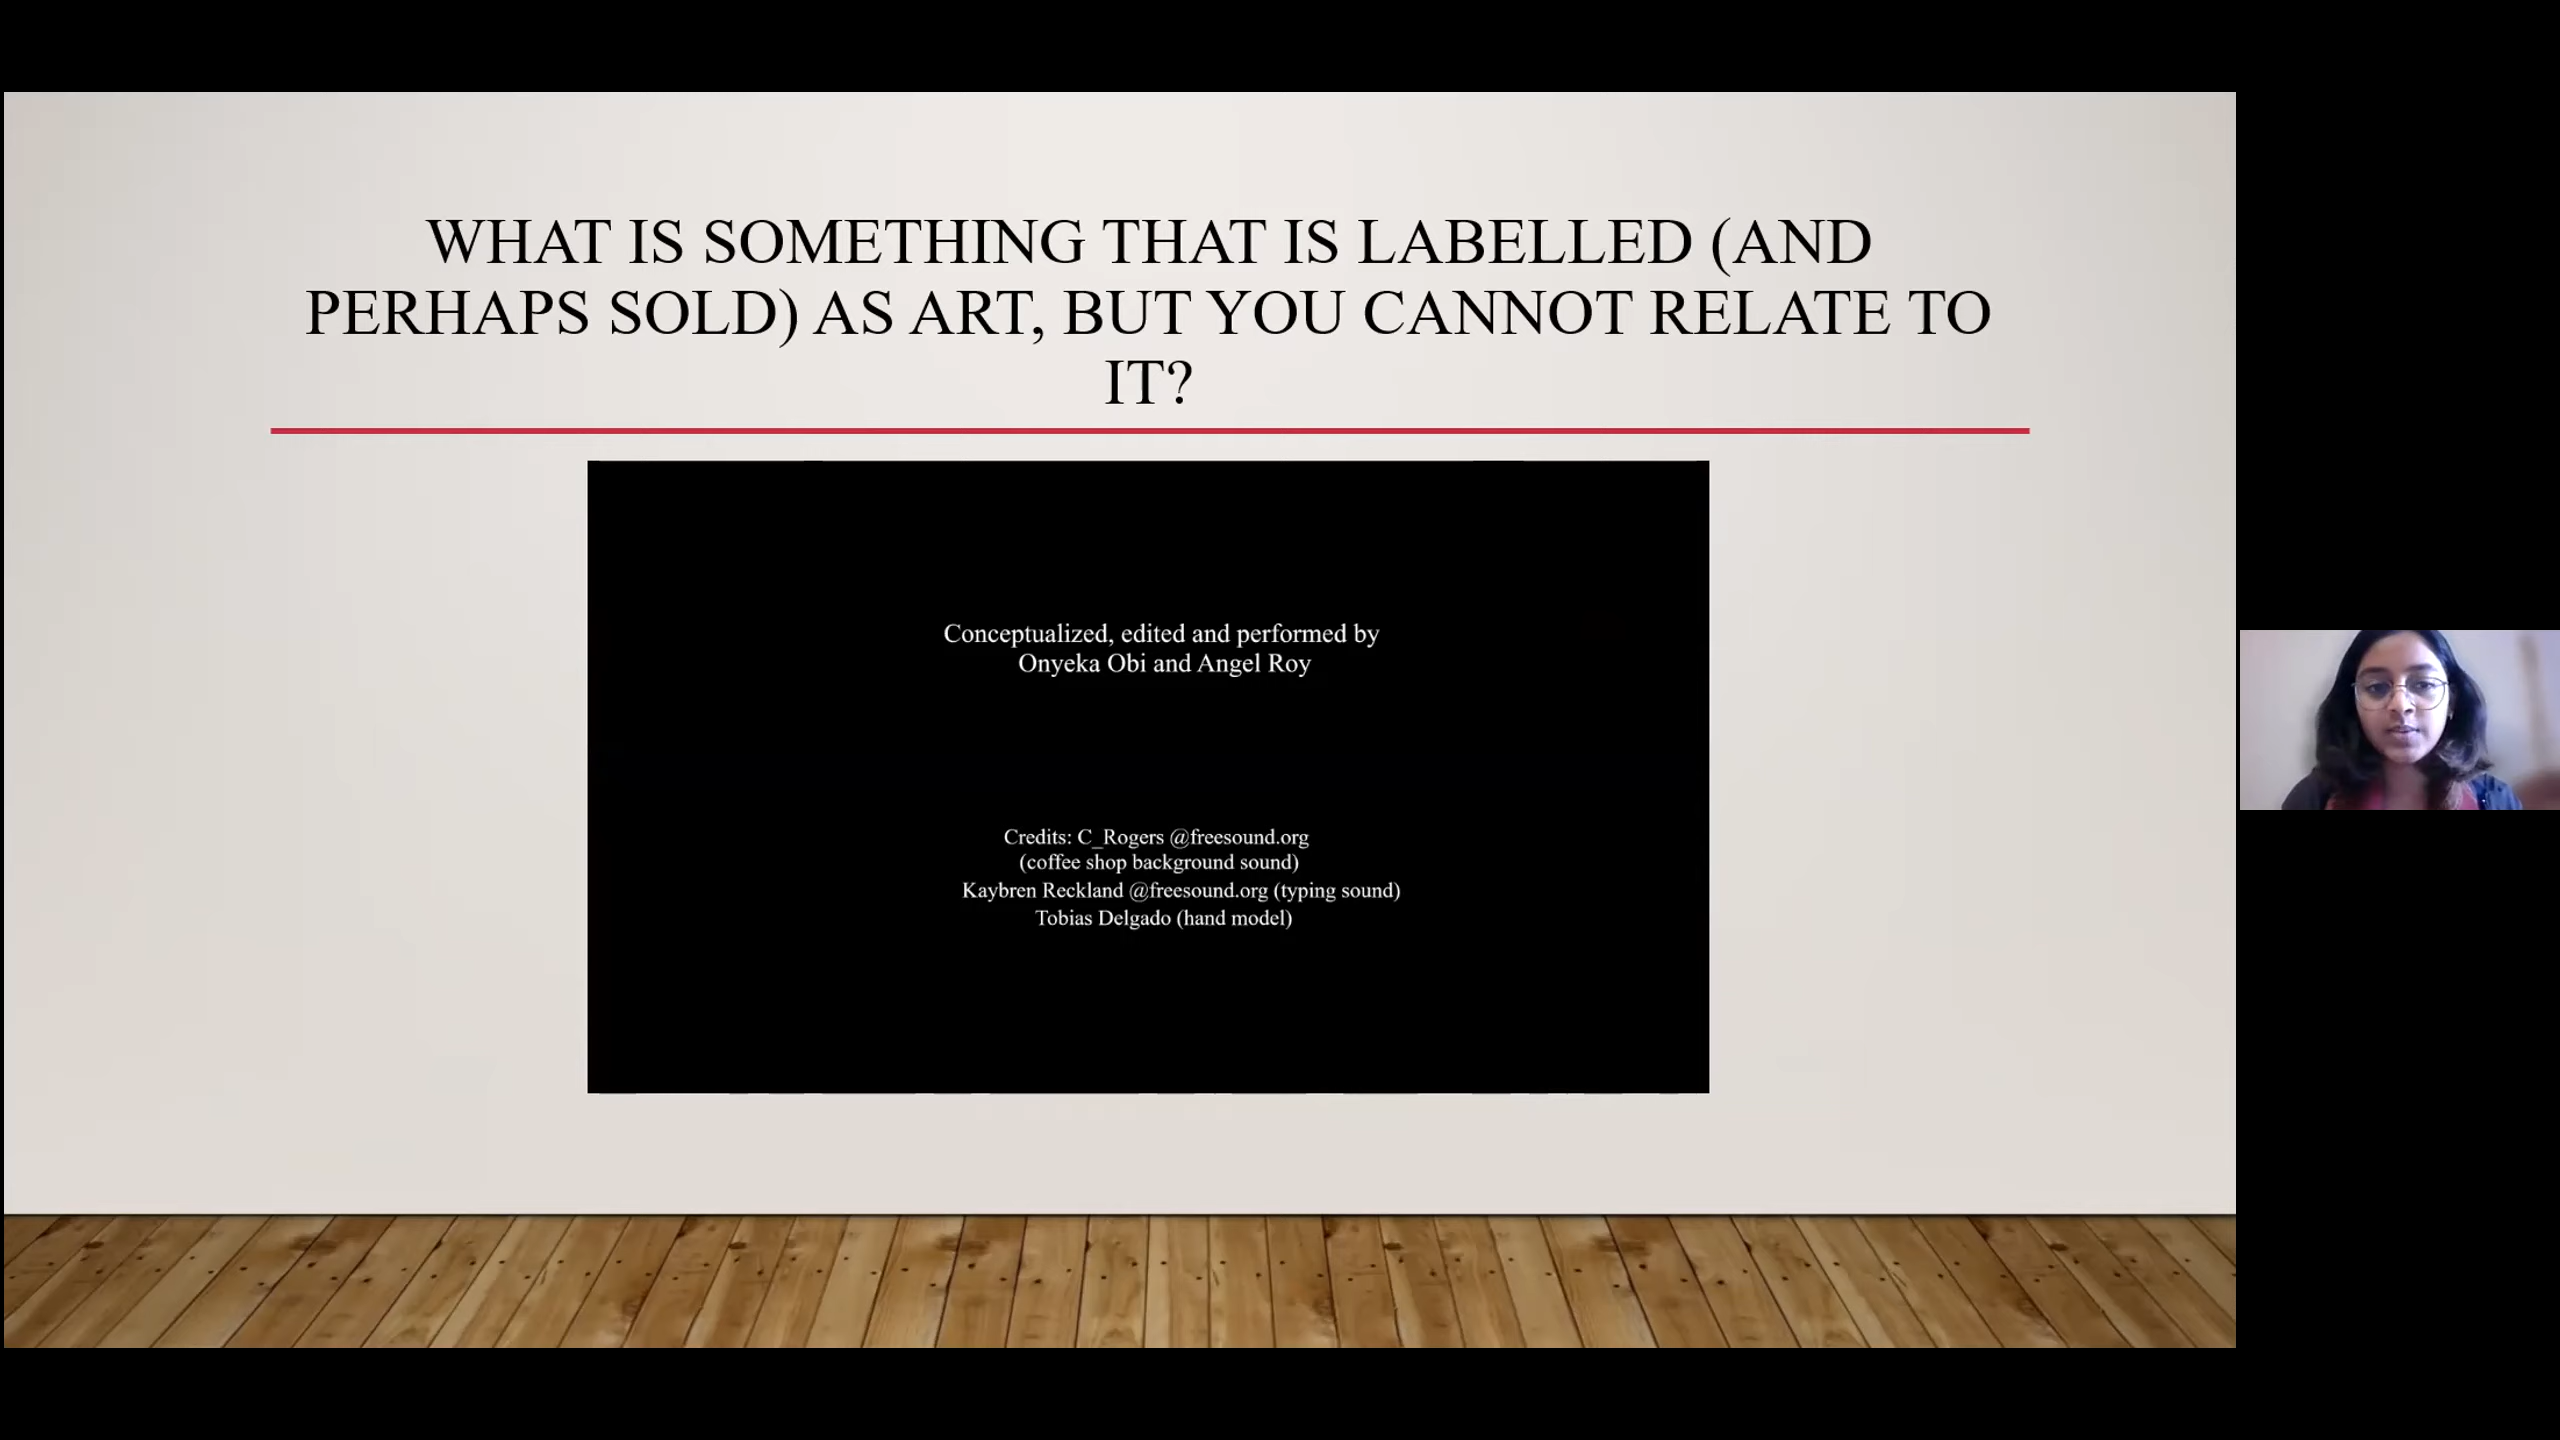 WHAT IS SOMETHING THAT IS LABELLED (AND
PERHAPS SOLD) AS ART, BUT YOU CANNOT RELATE TO
IT?
Conceptualized, edited and performed by
Onyeka Obi and Angel Roy
Credits: C_Rogers @freesound.org
(coffee shop background sound)
Kaybren Reckland @freesound.org (typing sound)
Tobias Delgado (hand model)